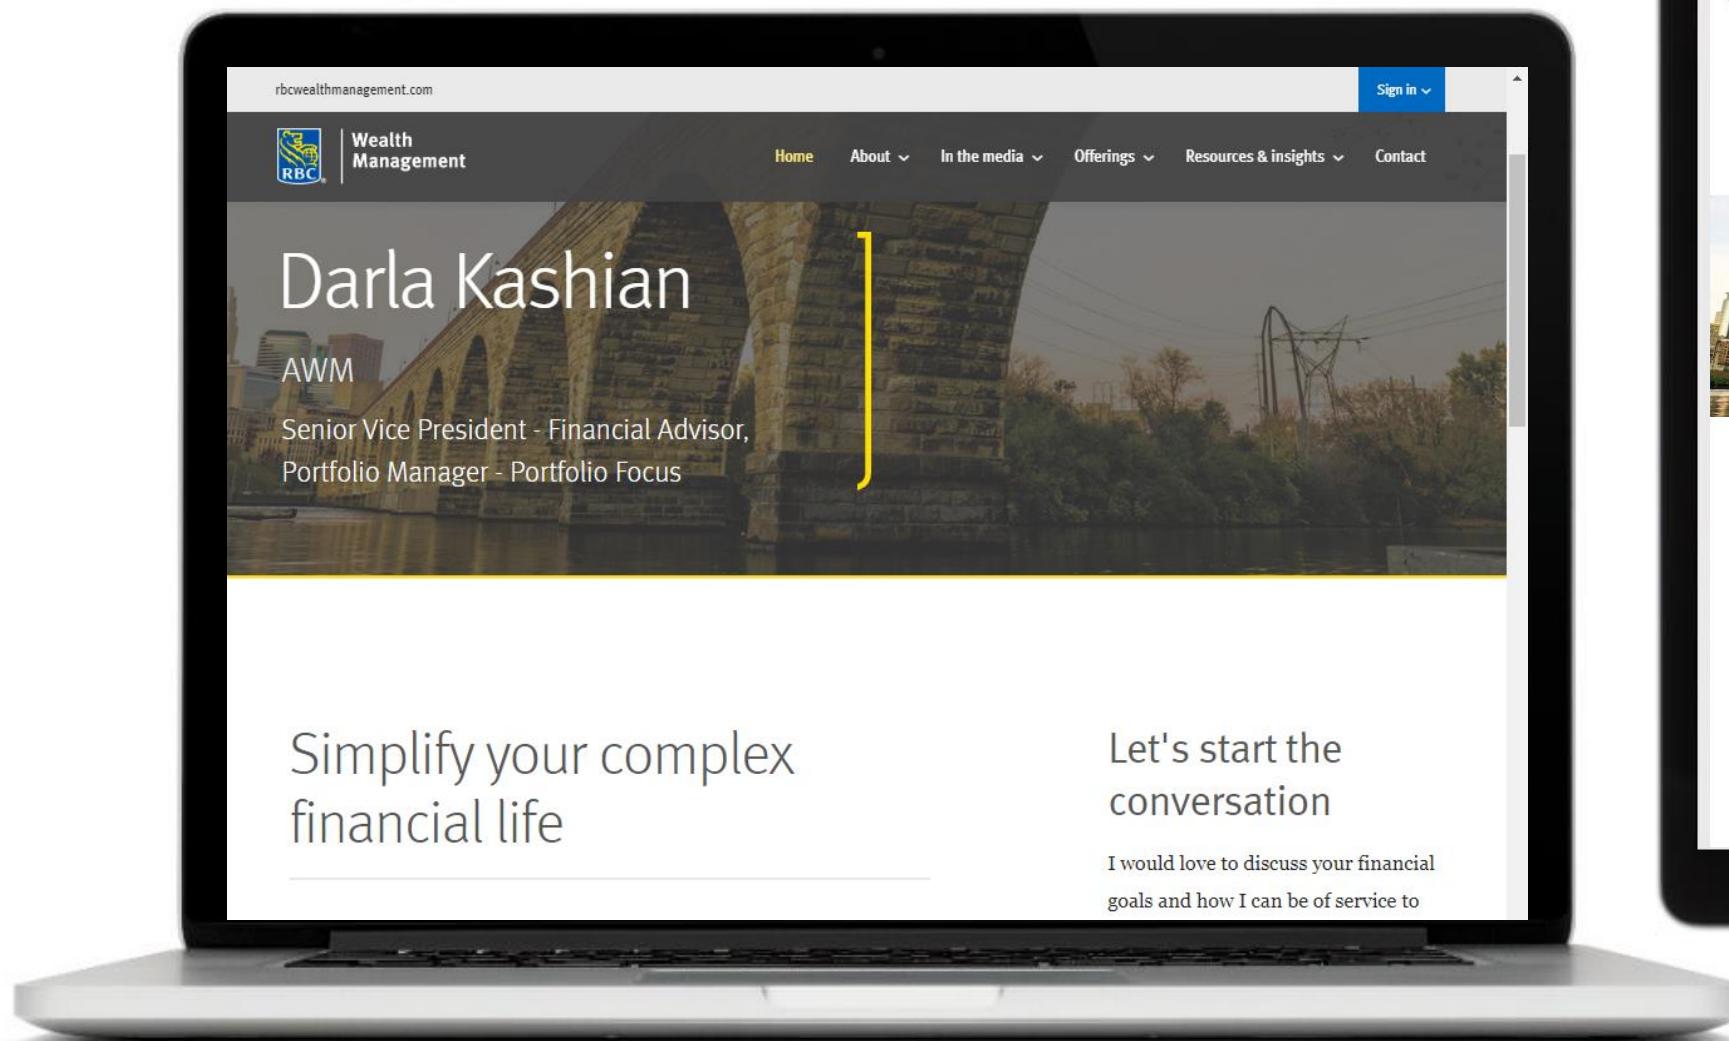 rbcwealthmanagement.com
Sign in
RBC
Wealth
Management
Home About In the media Offerings Resources & insights Contact
Darla Kashian
AWM
Senior Vice President - Financial Advisor,
Portfolio Manager - Portfolio Focus
Simplify your complex
financial life
Let's start the
conversation
I would love to discuss your financial
goals and how I can be of service to